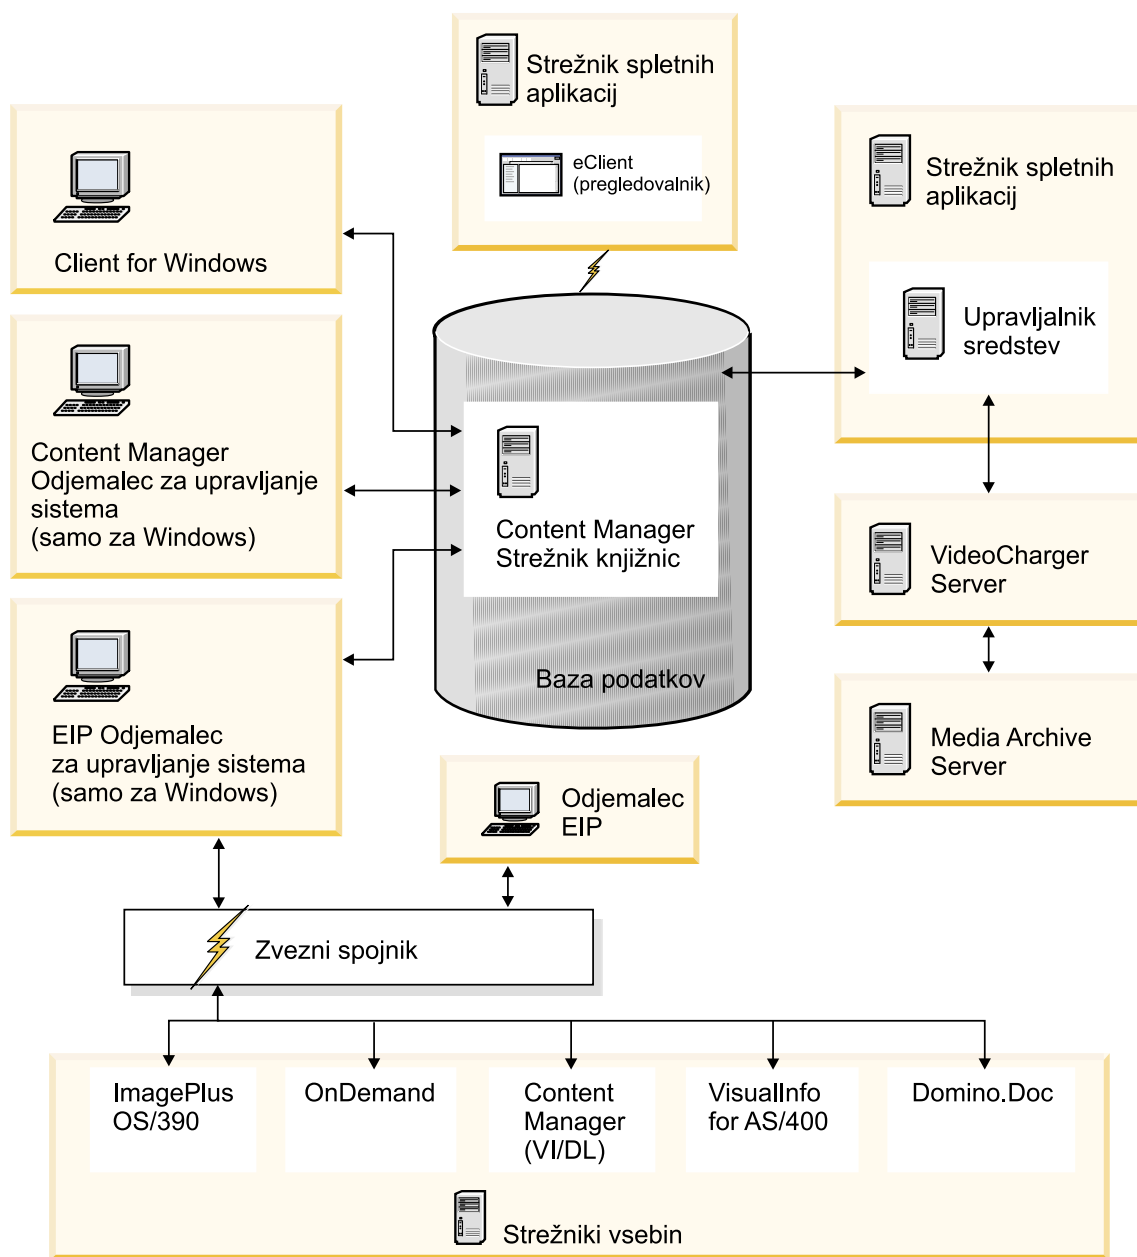 Strežnik spletnih
aplikacij
eClient
(pregledovalnik)
Client for Windows
Strežnik spletnih
aplikacij
Upravljalnik
sredstev
Content Manager
Odjemalec za upravljanje
sistema
(samo za Windows)
Content Manager
Strežnik knjižnic
Baza podatkov
VideoCharger
Server
EIP Odjemalec
za upravljanje sistema
(samo za Windows)
Media Archive
Server
Odjemalec
EIP
Zvezni spojnik
ImagePlus
OS/390
OnDemand
Content
Manager
(VI/DL)
VisualInfo
for AS/400
Domino.Doc
Strežniki vsebin